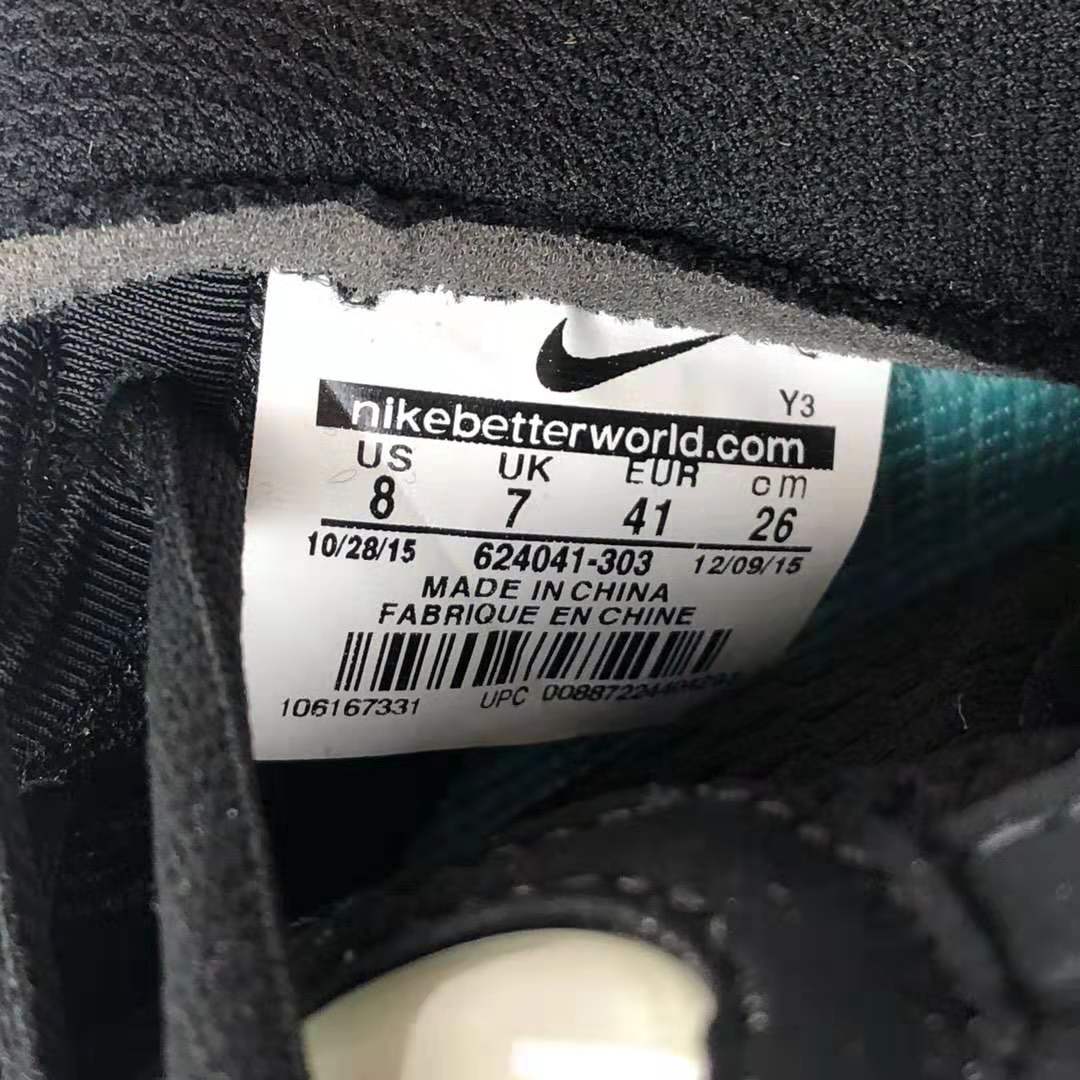 Y3
nikebetterworld.com
US UK EUR cm
8 7 41 26
10/28/15 624041-303 12/09/15
MADE IN CHINA
FABRIQUE EN CHINE
106167331 UPC